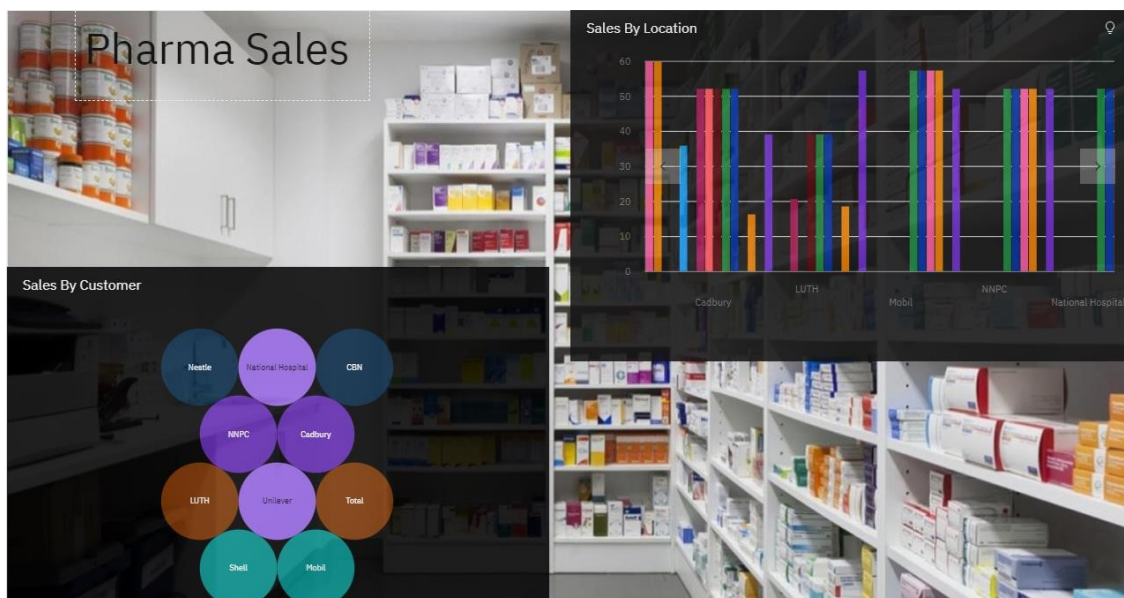 Pharma Sales
Sales By Location
60
50
40
30
20
10
0
Cadbury
LUTH
Mobil
NNPC
National Hospital
Sales By Customer
Nestle
National Hospital
CBN
NNPC
Cadbury
LUTH
Unilever
Total
Shell
Mobil